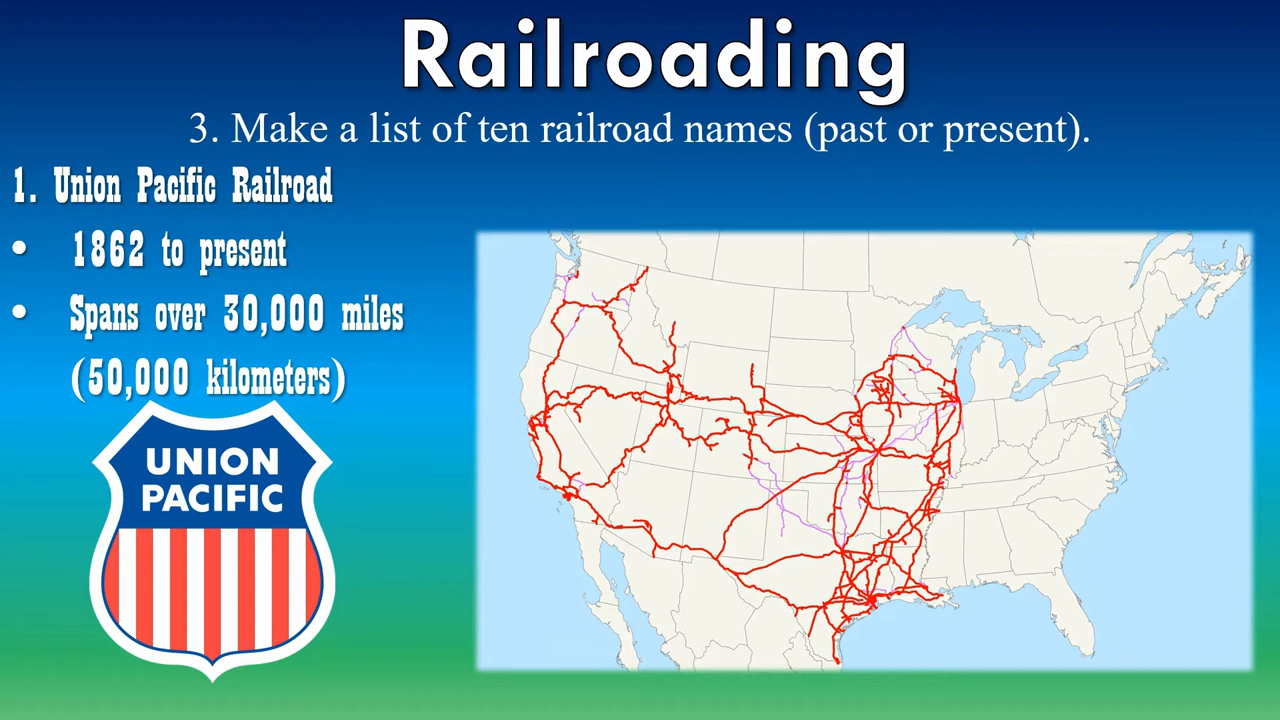 Railroading
3. Make a list of ten railroad names (past or present).
1. Union Pacific Railroad
• 1862 to present
• Spans over 30,000 miles
(50,000 kilometers)
UNION
PACIFIC